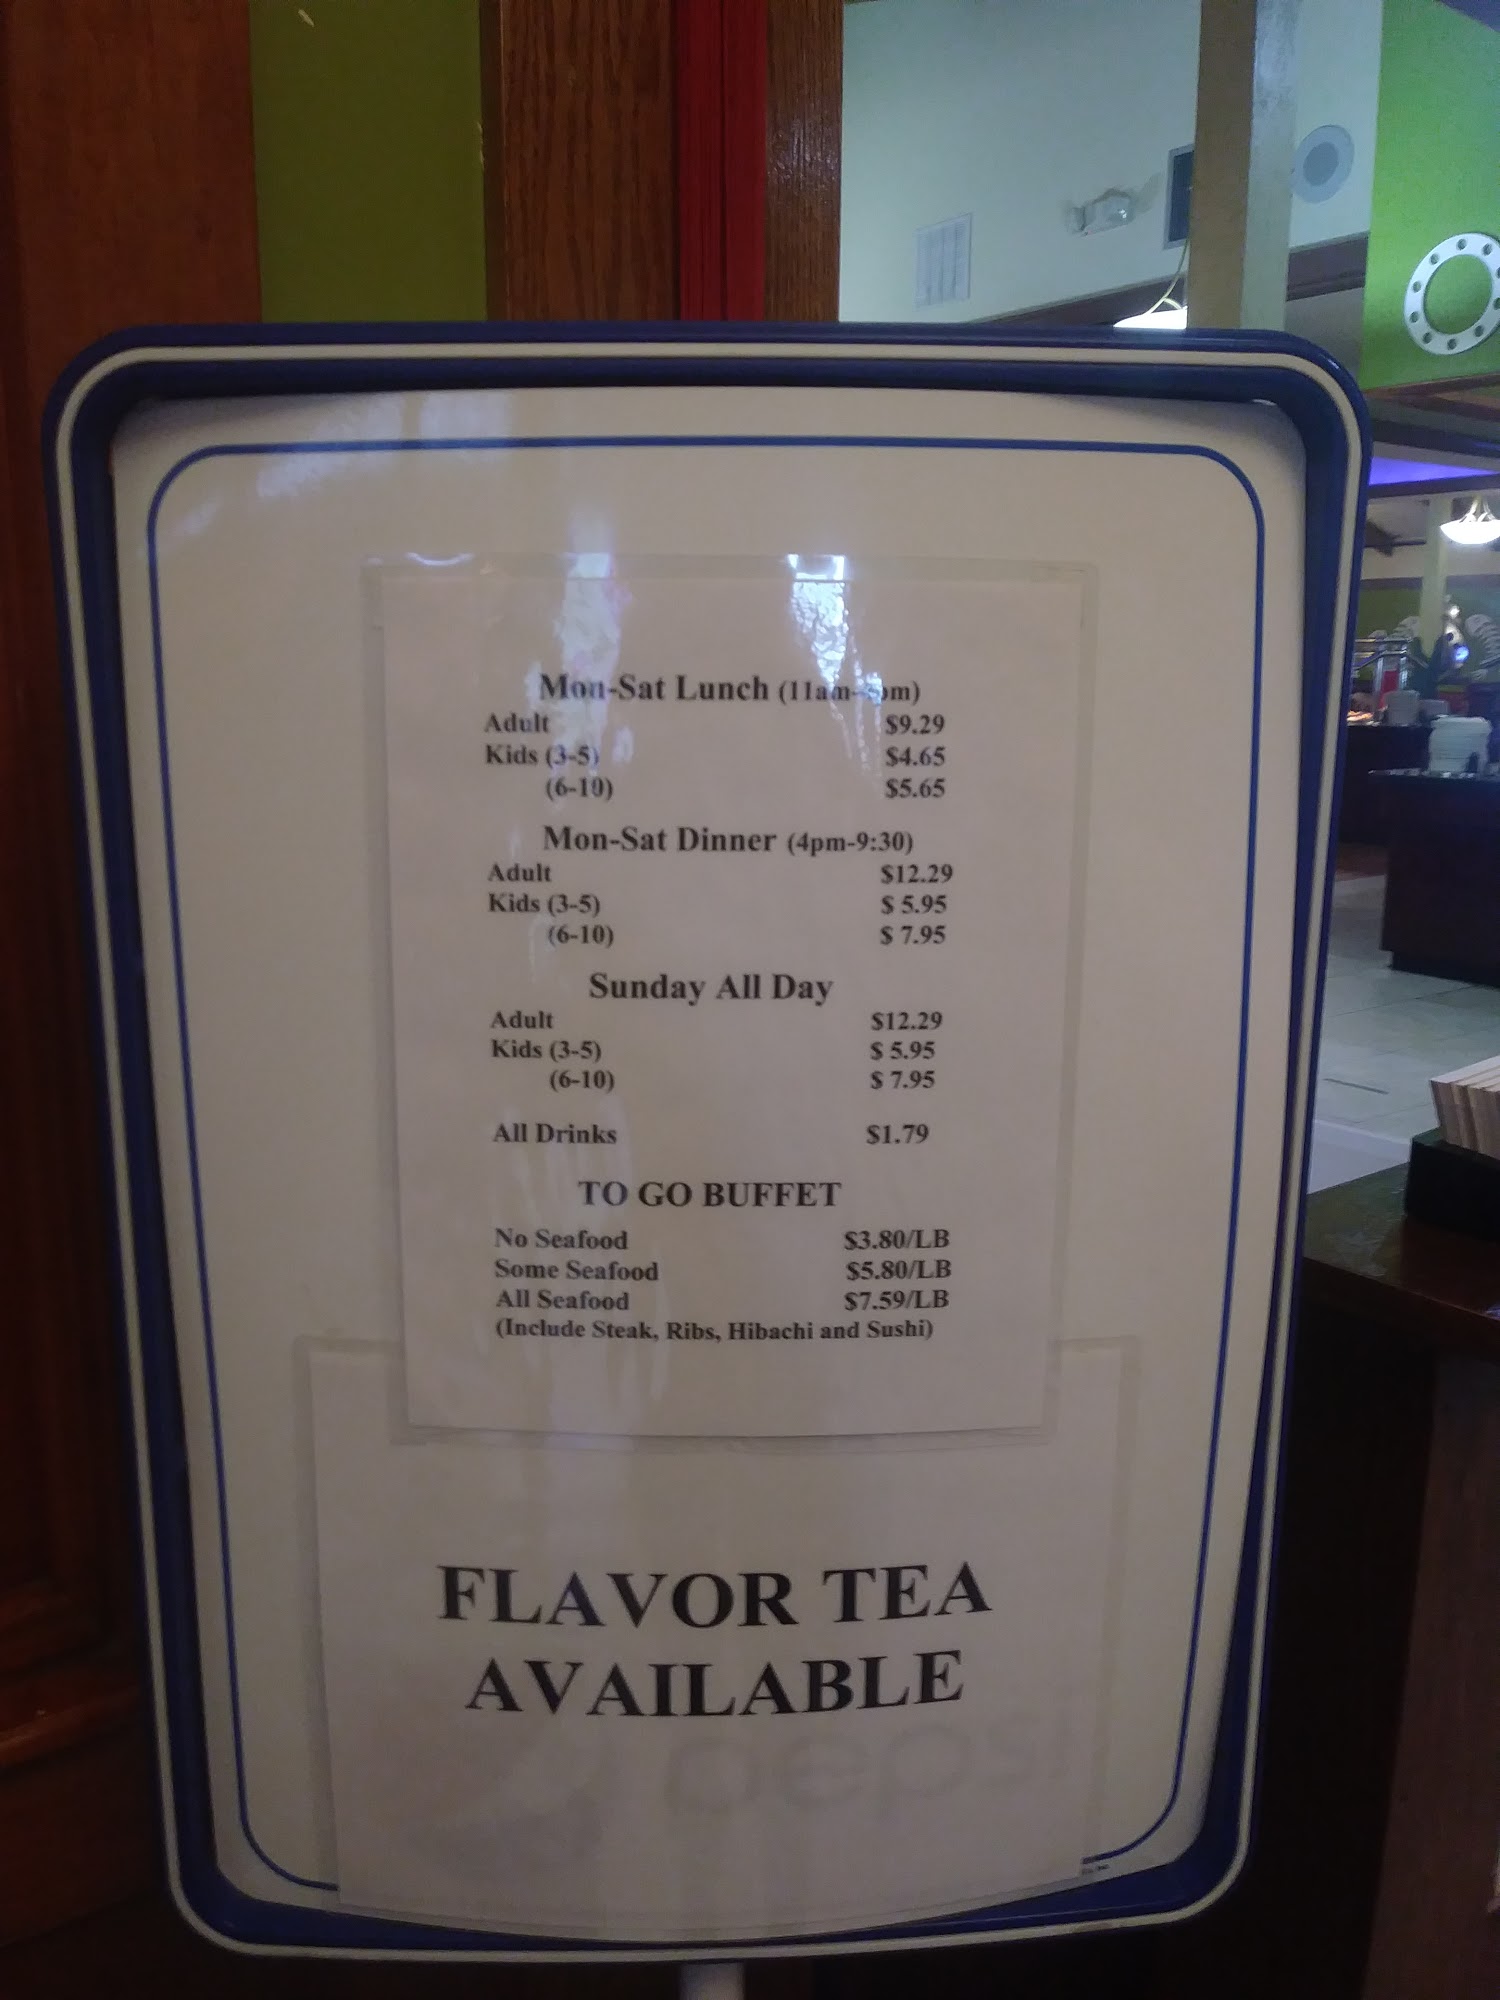 Mon-Sat Lunch (11am-
Adult $9.29
Kids (3-5) $4.65
(6-10) $5.65
Mon-Sat Dinner (4pm-9:30)
Adult $12.29
Kids (3-5) $ 5.95
(6-10) $ 7.95
Sunday All Day
Adult $12.29
Kids (3-5) $ 5.95
(6-10) $ 7.95
All Drinks $1.79
TO GO BUFFET
No Seafood $3.80/LB
Some Seafood $5.80/LB
All Seafood $7.59/LB
(Include Steak, Ribs, Hibachi and Sushi)
FLAVOR TEA
AVAILABLE
pepsi